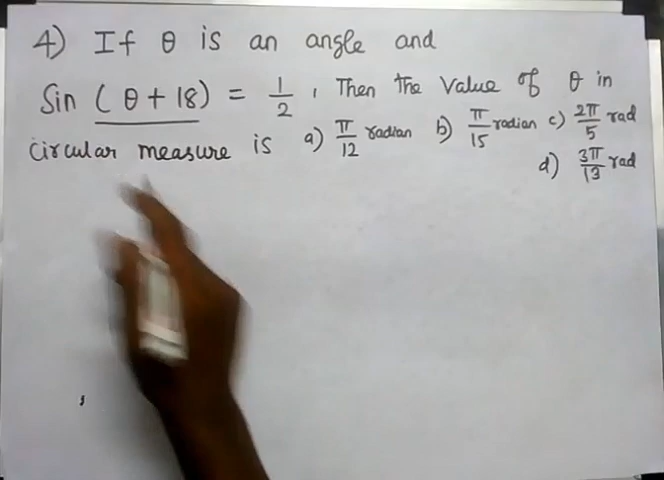 4) If θ is an angle and
Sin (θ+18) = 1/2 , Then the Value of θ in
circular measure is a) π/12 radian b) π/15 radian c) 2π/5 rad
d) 3π/13 rad